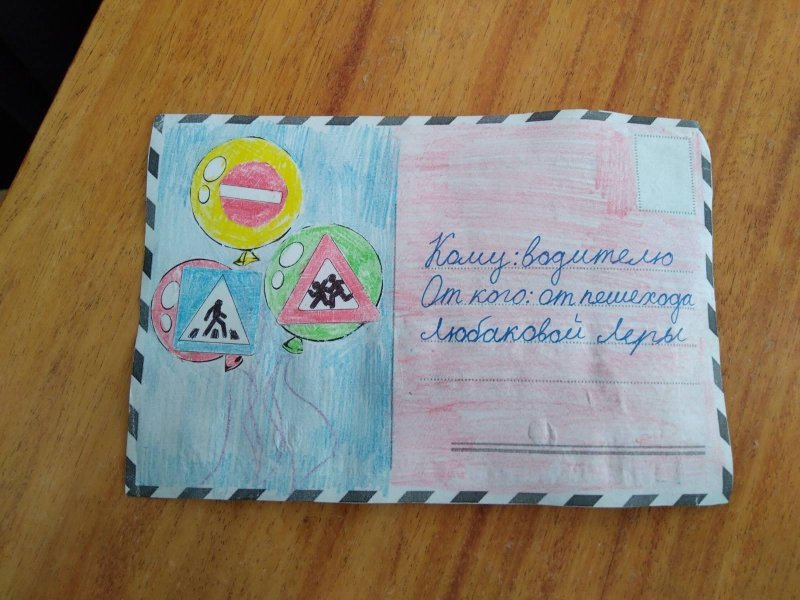 Кому: водителю
От кого: от пешехода
Любаковой Леры